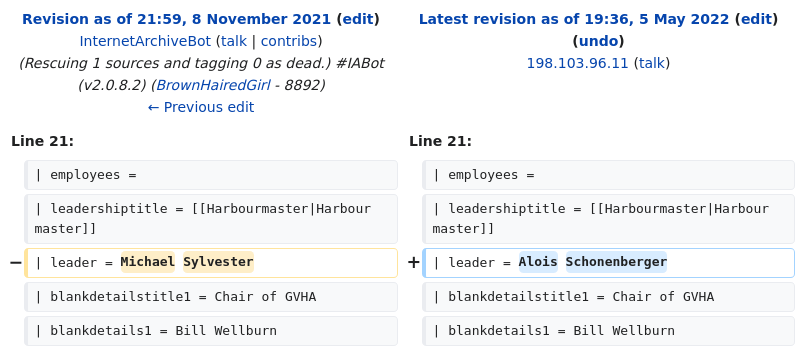 Revision as of 21:59, 8 November 2021 (edit)
InternetArchiveBot (talk | contribs)
(Rescuing 1 sources and tagging 0 as dead.) #IABot
(v2.0.8.2) (BrownHairedGirl - 8892)
← Previous edit
Latest revision as of 19:36, 5 May 2022 (edit)
(undo)
198.103.96.11 (talk)
Line 21:
Line 21:
| employees =
| employees =
| leadershiptitle = [[Harbourmaster|Harbour
master]]
| leadershiptitle = [[Harbourmaster|Harbour
master]]
− | leader = Michael Sylvester
+ | leader = Alois Schonenberger
| blankdetailstitle1 = Chair of GVHA
| blankdetailstitle1 = Chair of GVHA
| blankdetails1 = Bill Wellburn
| blankdetails1 = Bill Wellburn